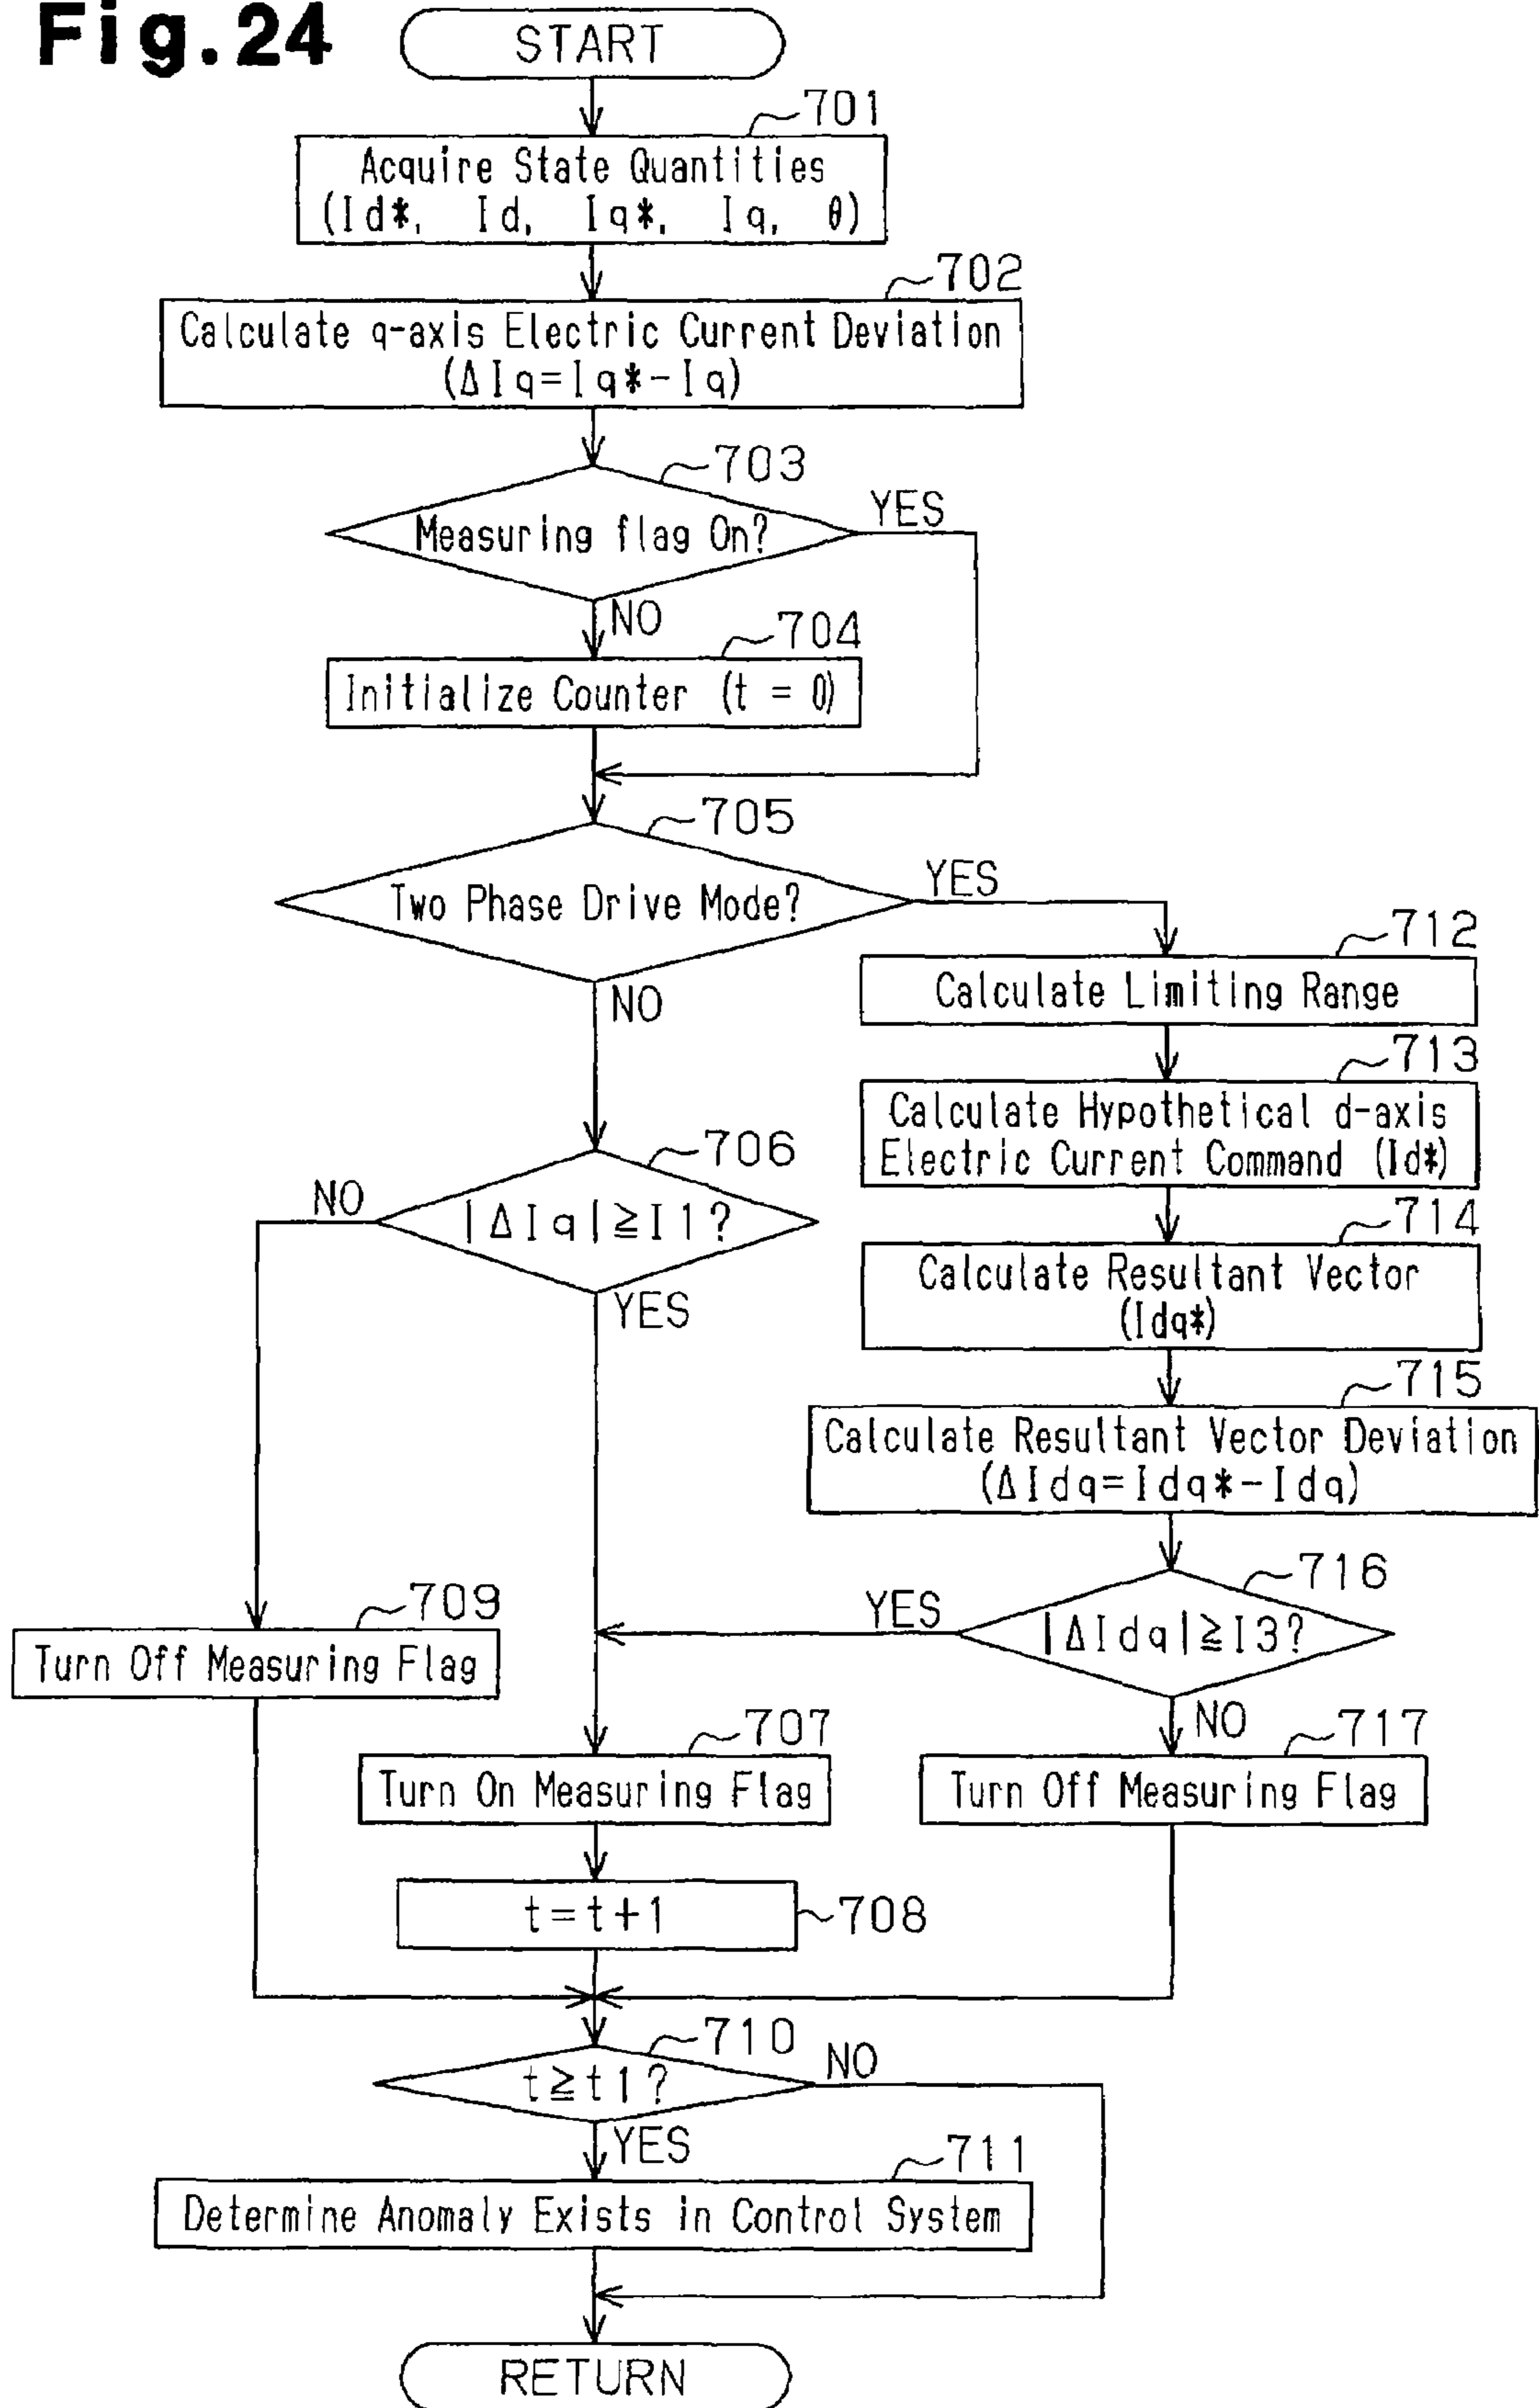 Fig.24
START
701
Acquire State Quantities
(Id*, Id, Iq*, Iq, θ)
702
Calculate q-axis Electric Current Deviation
(ΔIq=Iq*-Iq)
703
Measuring flag On?
YES
NO
704
Initialize Counter (t = 0)
705
Two Phase Drive Mode?
YES
NO
712
Calculate Limiting Range
713
Calculate Hypothetical d-axis
Electric Current Command (Id*)
706
NO
|ΔIq|≧I1?
YES
714
Calculate Resultant Vector
(Idq*)
715
Calculate Resultant Vector Deviation
(ΔIdq=Idq*-Idq)
716
YES
|ΔIdq|≧I3?
NO
709
Turn Off Measuring Flag
707
Turn On Measuring Flag
717
Turn Off Measuring Flag
t=t+1
708
710
t≧t1?
NO
YES
711
Determine Anomaly Exists in Control System
RETURN